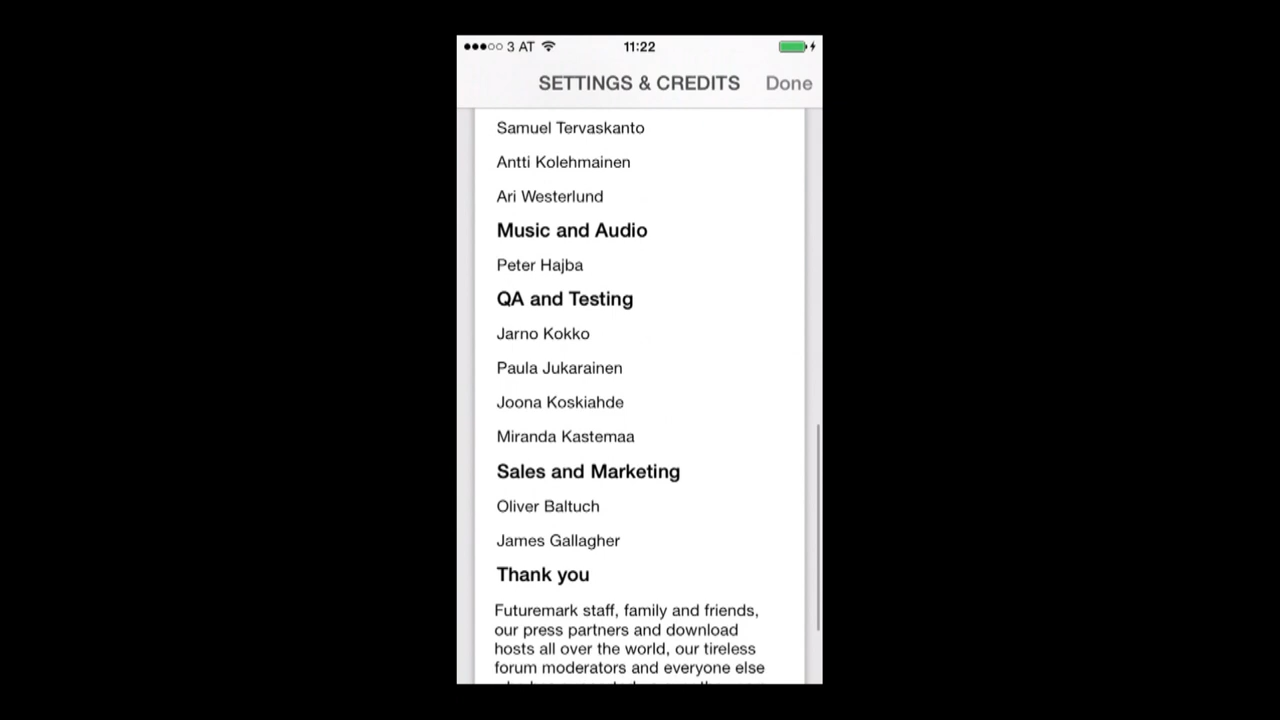 3 AT 11:22
SETTINGS & CREDITS Done
Samuel Tervaskanto
Antti Kolehmainen
Ari Westerlund
Music and Audio
Peter Hajba
QA and Testing
Jarno Kokko
Paula Jukarainen
Joona Koskiahde
Miranda Kastemaa
Sales and Marketing
Oliver Baltuch
James Gallagher
Thank you
Futuremark staff, family and friends,
our press partners and download
hosts all over the world, our tireless
forum moderators and everyone else